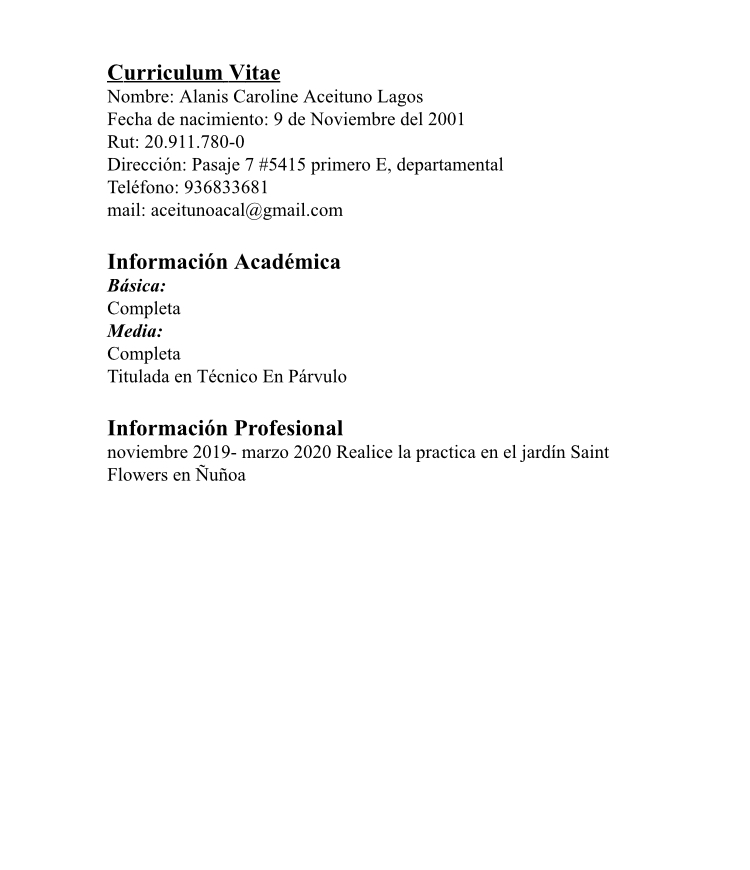 Curriculum Vitae
Nombre: Alanis Caroline Aceituno Lagos
Fecha de nacimiento: 9 de Noviembre del 2001
Rut: 20.911.780-0
Dirección: Pasaje 7 #5415 primero E, departamental
Teléfono: 936833681
mail: aceitunoacal@gmail.com
Información Académica
Básica:
Completa
Media:
Completa
Titulada en Técnico En Párvulo
Información Profesional
noviembre 2019- marzo 2020 Realice la practica en el jardín Saint
Flowers en Ñuñoa